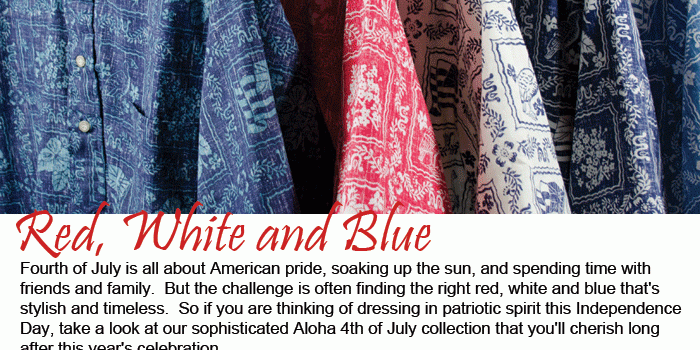 Red, White and Blue
Fourth of July is all about American pride, soaking up the sun, and spending time with
friends and family.  But the challenge is often finding the right red, white and blue that's
stylish and timeless.  So if you are thinking of dressing in patriotic spirit this Independence
Day, take a look at our sophisticated Aloha 4th of July collection that you'll cherish long
after this year's celebration